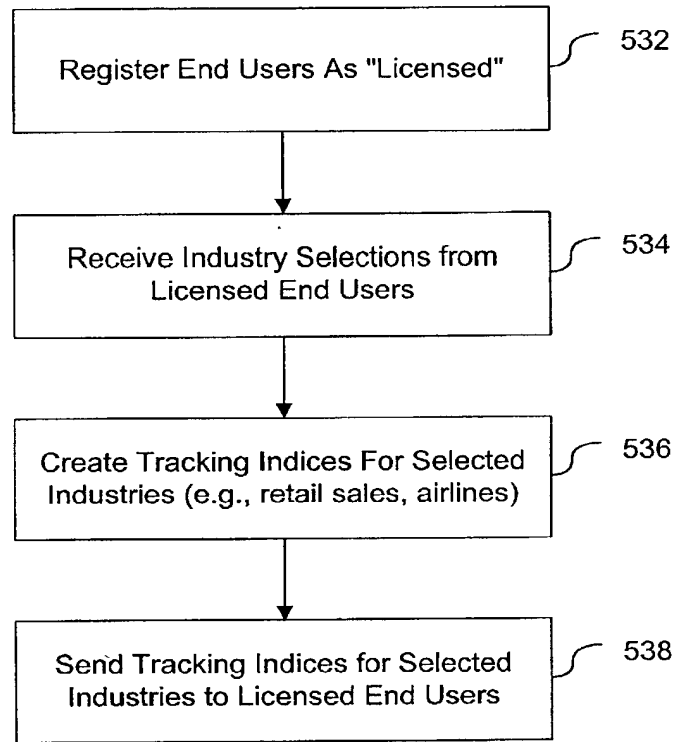 Register End Users As "Licensed"
532
Receive Industry Selections from
Licensed End Users
534
Create Tracking Indices For Selected
Industries (e.g., retail sales, airlines)
536
Send Tracking Indices for Selected
Industries to Licensed End Users
538